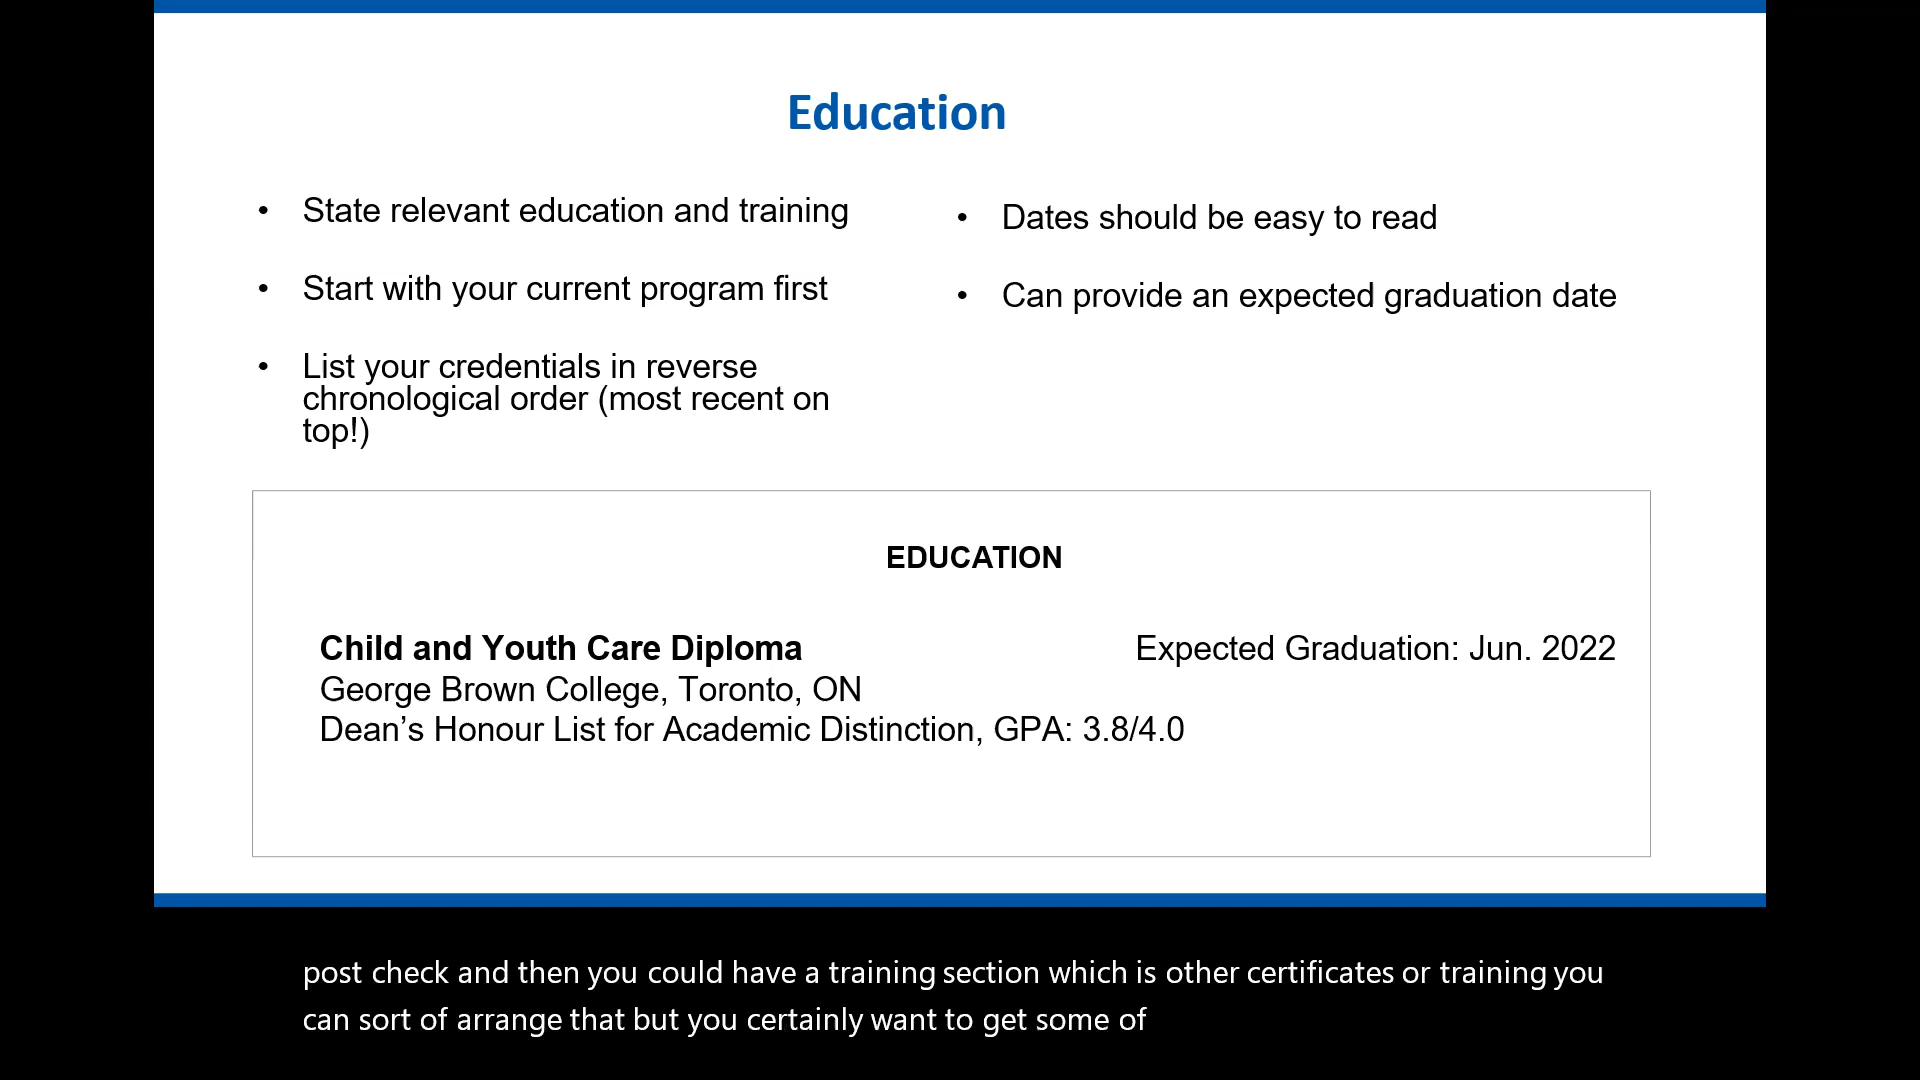 Education
• State relevant education and training
• Start with your current program first
• List your credentials in reverse
chronological order (most recent on
top!)
• Dates should be easy to read
• Can provide an expected graduation date
EDUCATION
Child and Youth Care Diploma Expected Graduation: Jun. 2022
George Brown College, Toronto, ON
Dean’s Honour List for Academic Distinction, GPA: 3.8/4.0
post check and then you could have a training section which is other certificates or training you
can sort of arrange that but you certainly want to get some of